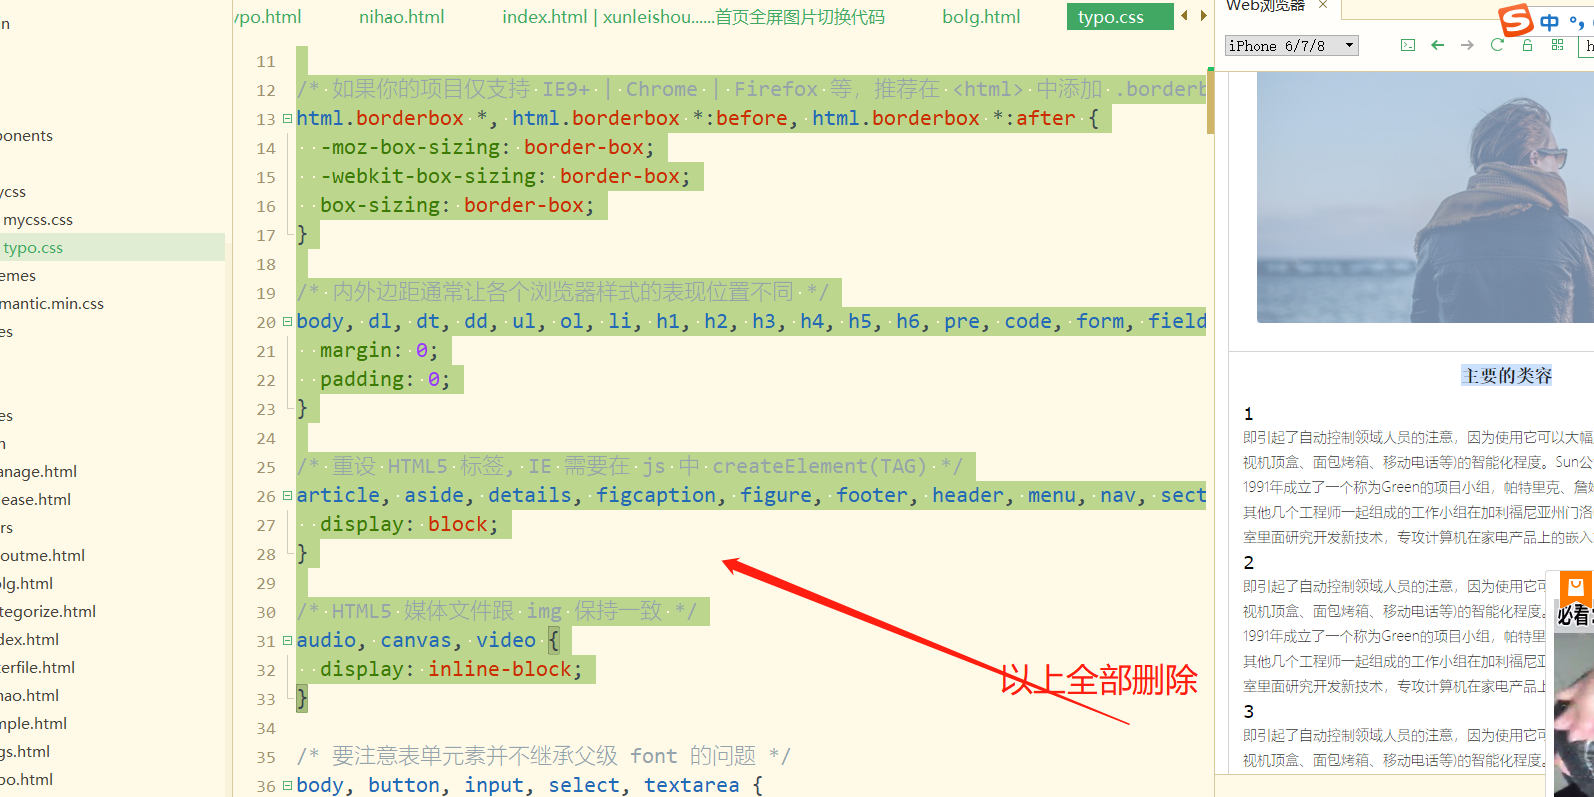 ypo.html nihao.html index.html | xunleishou......首页全屏图片切换代码 bolg.html typo.css
Web浏览器 ×
iPhone 6/7/8
中 °,
ponents
ycss
mycss.css
typo.css
emes
mantic.min.css
es
es
n
anage.html
ease.html
rs
outme.html
olg.html
tegorize.html
dex.html
erfile.html
hao.html
mple.html
gs.html
po.html
11
12 /* 如果你的项目仅支持 IE9+ | Chrome | Firefox 等，推荐在 <html> 中添加 .borderb
13 html.borderbox *, html.borderbox *:before, html.borderbox *:after {
14 -moz-box-sizing: border-box;
15 -webkit-box-sizing: border-box;
16 box-sizing: border-box;
17 }
18
19 /* 内外边距通常让各个浏览器样式的表现位置不同 */
20 body, dl, dt, dd, ul, ol, li, h1, h2, h3, h4, h5, h6, pre, code, form, field
21 margin: 0;
22 padding: 0;
23 }
24
25 /* 重设 HTML5 标签, IE 需要在 js 中 createElement(TAG) */
26 article, aside, details, figcaption, figure, footer, header, menu, nav, sect
27 display: block;
28 }
29
30 /* HTML5 媒体文件跟 img 保持一致 */
31 audio, canvas, video {
32 display: inline-block;
33 }
34
35 /* 要注意表单元素并不继承父级 font 的问题 */
36 body, button, input, select, textarea {
以上全部删除
主要的类容
1
即引起了自动控制领域人员的注意，因为使用它可以大幅
视机顶盒、面包烤箱、移动电话等)的智能化程度。Sun公
1991年成立了一个称为Green的项目小组，帕特里克、詹
其他几个工程师一起组成的工作小组在加利福尼亚州门洛
室里面研究开发新技术，专攻计算机在家电产品上的嵌入
2
即引起了自动控制领域人员的注意，因为使用它可
视机顶盒、面包烤箱、移动电话等)的智能化程度。
1991年成立了一个称为Green的项目小组，帕特里
其他几个工程师一起组成的工作小组在加利福尼亚
室里面研究开发新技术，专攻计算机在家电产品上
3
即引起了自动控制领域人员的注意，因为使用它可
视机顶盒、面包烤箱、移动电话等)的智能化程度。
必看